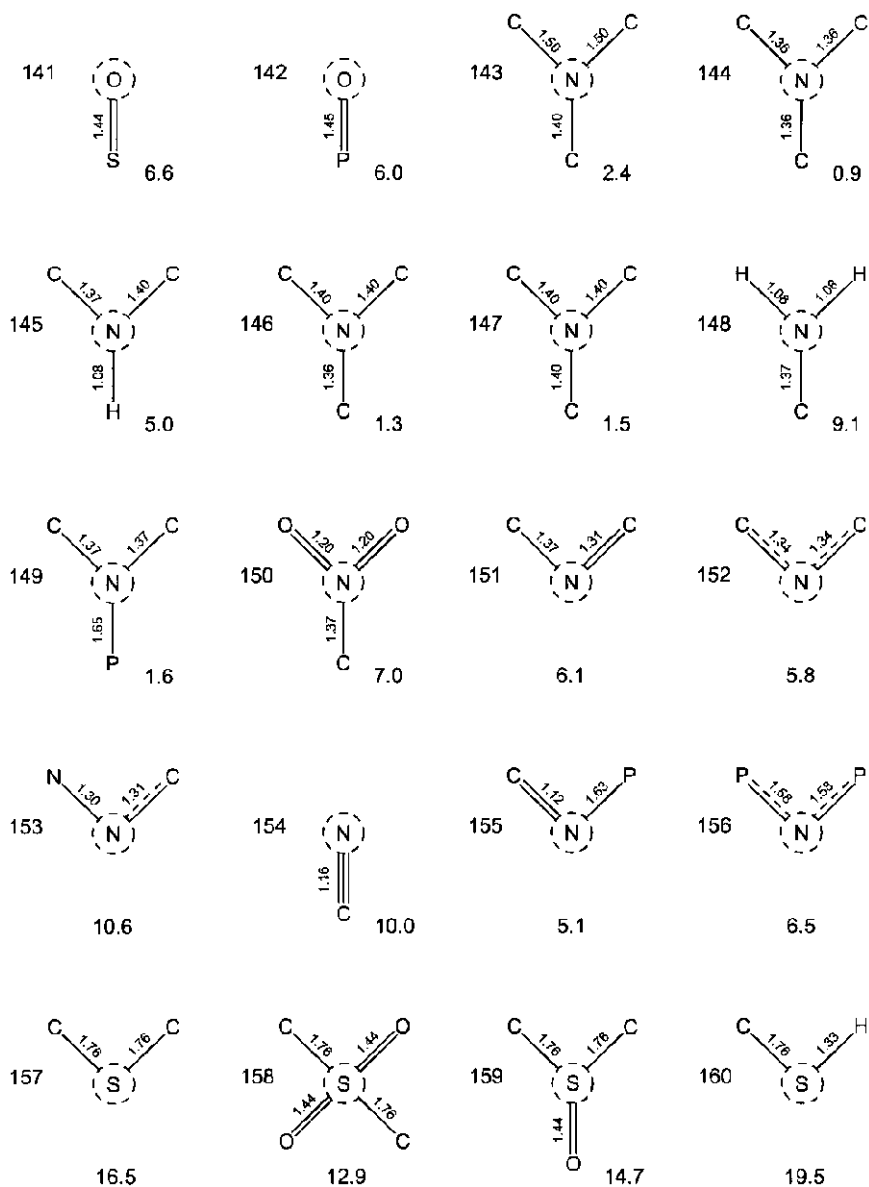 C C C C
1.50 1.50 1.36 1.36
141 O 142 O 143 N 144 N
1.44 1.45 1.40 1.36
S P C C
6.6 6.0 2.4 0.9
C C C C C C H H
1.37 1.40 1.40 1.40 1.40 1.40 1.08 1.08
145 N 146 N 147 N 148 N
1.08 1.36 1.40 1.37
H C C C
5.0 1.3 1.5 9.1
C C O O C C C C
1.37 1.37 1.20 1.20 1.37 1.31 1.34 1.34
149 N 150 N 151 N 152 N
1.65 1.37
P C
1.6 7.0 6.1 5.8
N C C P P P
1.30 1.31 1.12 1.63 1.58 1.58
153 N 154 N 155 N 156 N
1.16
C
10.6 10.0 5.1 6.5
C C C O C C C H
1.76 1.76 1.76 1.44 1.76 1.76 1.76 1.33
157 S 158 S 159 S 160 S
1.44 1.76 1.44
O C O
16.5 12.9 14.7 19.5